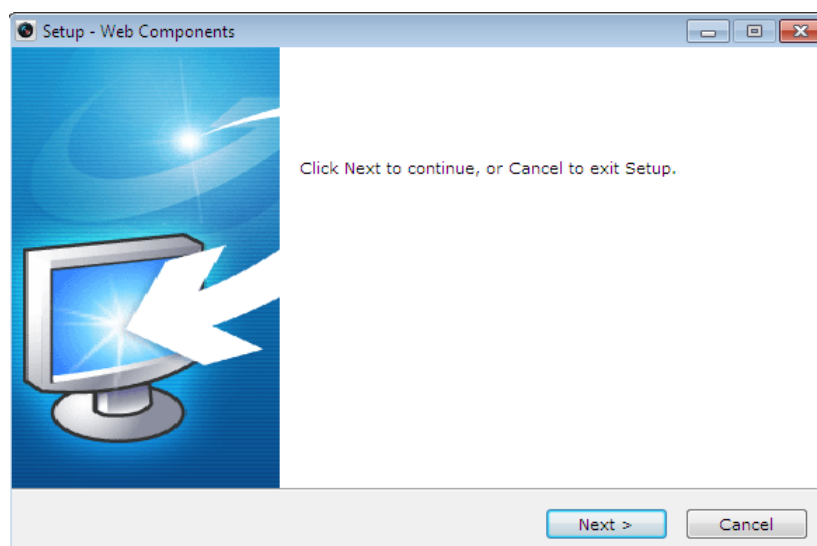 Setup - Web Components
Click Next to continue, or Cancel to exit Setup.
Next >
Cancel